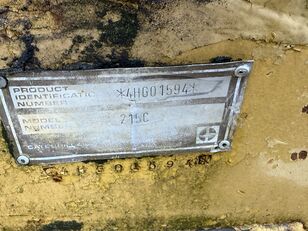 PRODUCT
IDENTIFICATION
NUMBER
*4HG01594*
MODEL
NUMBER
215C